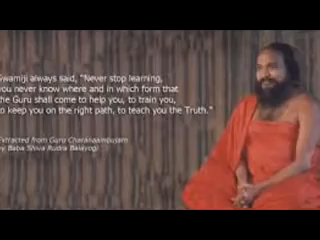 Swamiji always said, "Never stop learning,
you never know where and in which form that
the Guru shall come to help you, to train you,
to keep you on the right path, to teach you the Truth."
Extracted from Guru Charanambujam
by Baba Shiva Rudra Balayogi